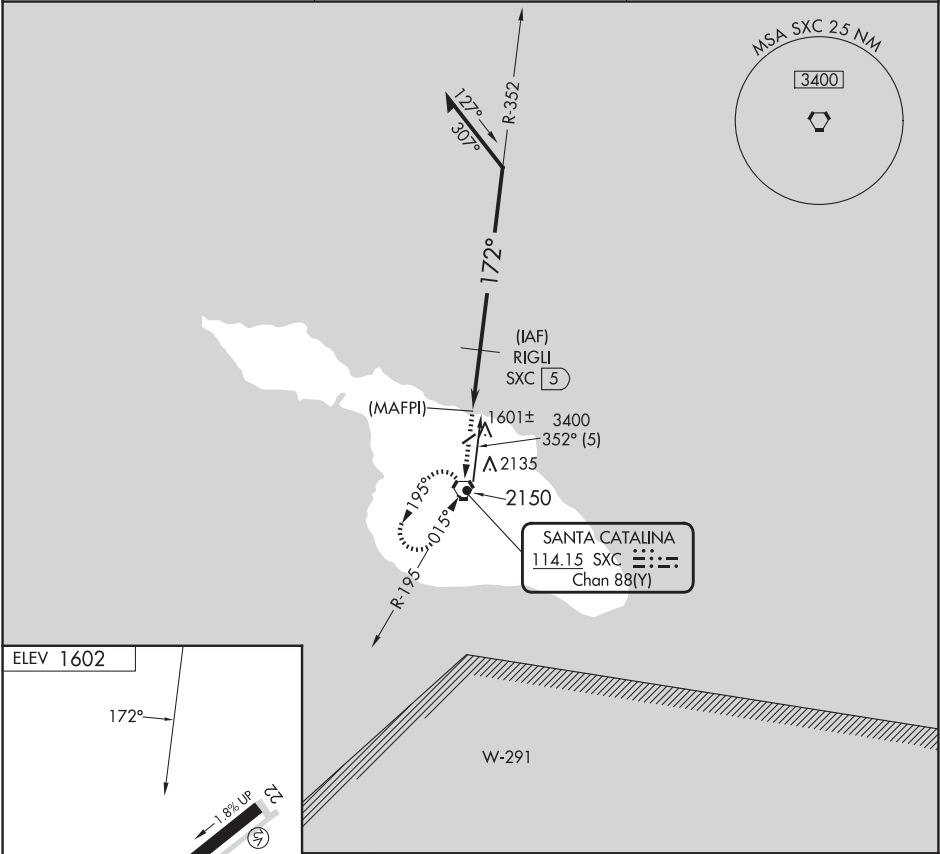 MSA SXC 25 NM
3400
R-352
127°
307°
172°
(IAF)
RIGLI
SXC 5
(MAFPI)
1601± 3400
352° (5)
2135
195°
2150
015°
SANTA CATALINA
114.15 SXC
Chan 88(Y)
R-195
ELEV 1602
172°
W-291
1.8% UP
22